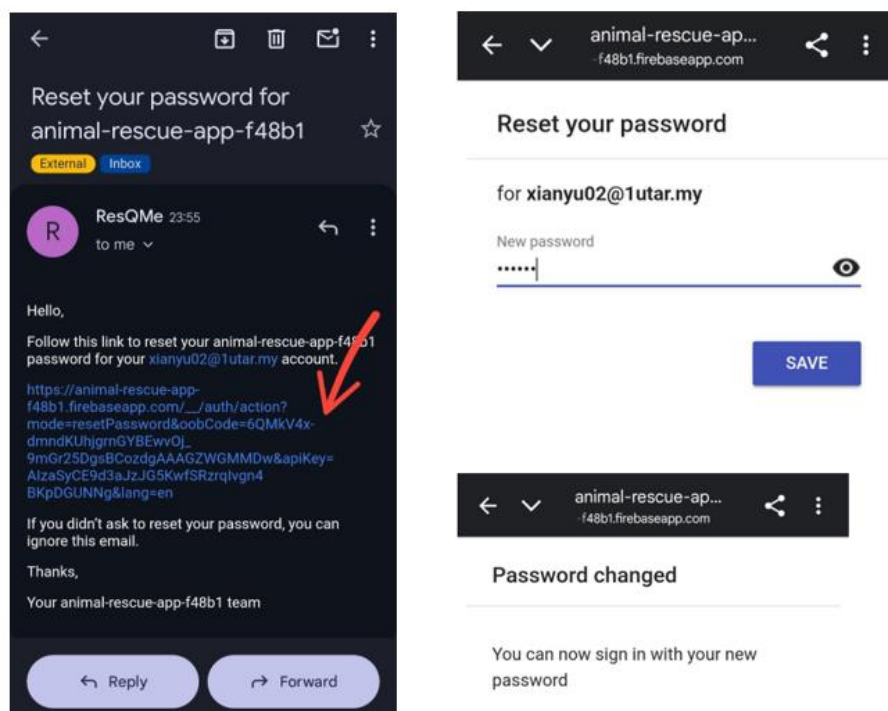 Reset your password for
animal-rescue-app-f48b1
External Inbox
R
ResQMe 23:55
to me
Hello,
Follow this link to reset your animal-rescue-app-f48b1
password for your xianyu02@1utar.my account.
https://animal-rescue-app-
f48b1.firebaseapp.com/__/auth/action?
mode=resetPassword&oobCode=6QMkV4x-
dmndKUhjgrnGYBEwvOj_
9mGr25DgsBCozdgAAAGZWGMMDw&apiKey=
AIzaSyCE9d3aJzJG5KwfSRzrqIvgn4
BKpDGUNNg&lang=en
If you didn't ask to reset your password, you can
ignore this email.
Thanks,
Your animal-rescue-app-f48b1 team
Reply Forward
animal-rescue-ap...
-f48b1.firebaseapp.com
Reset your password
for xianyu02@1utar.my
New password
••••••
SAVE
animal-rescue-ap...
-f48b1.firebaseapp.com
Password changed
You can now sign in with your new
password